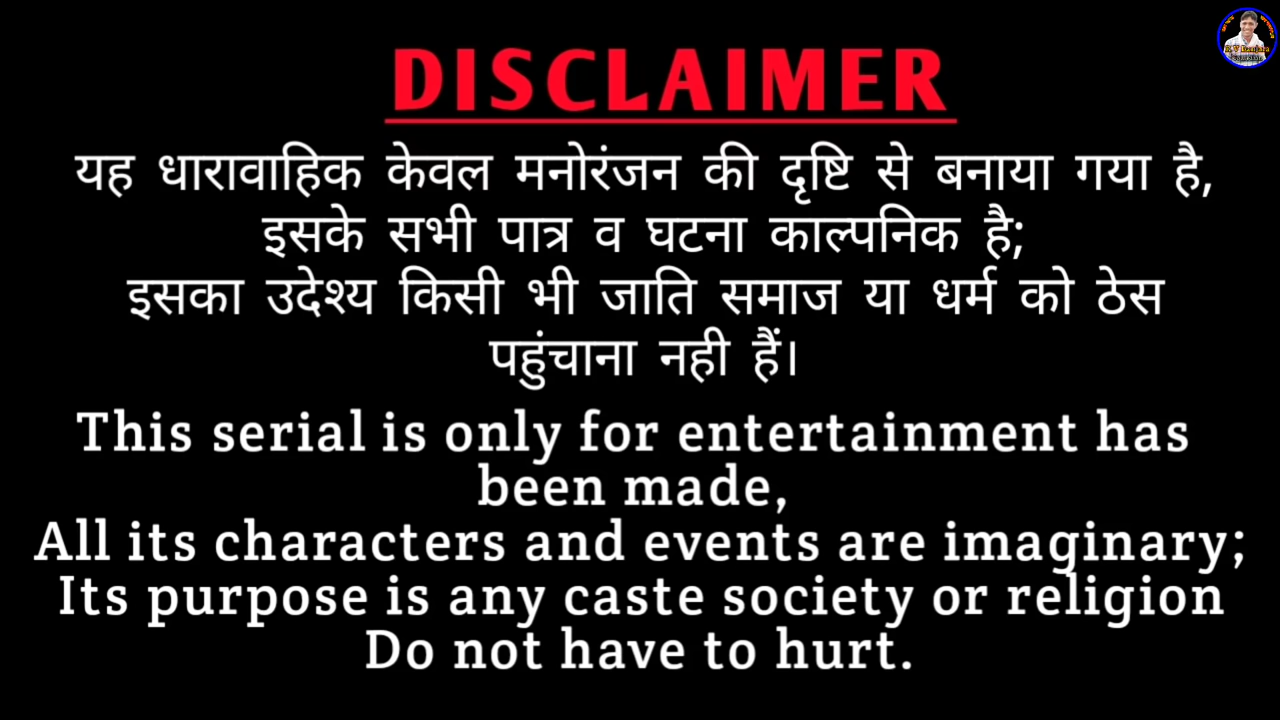 DISCLAIMER
यह धारावाहिक केवल मनोरंजन की दृष्टि से बनाया गया है,
इसके सभी पात्र व घटना काल्पनिक है;
इसका उदेश्य किसी भी जाति समाज या धर्म को ठेस
पहुंचाना नही हैं।
This serial is only for entertainment has
been made,
All its characters and events are imaginary;
Its purpose is any caste society or religion
Do not have to hurt.